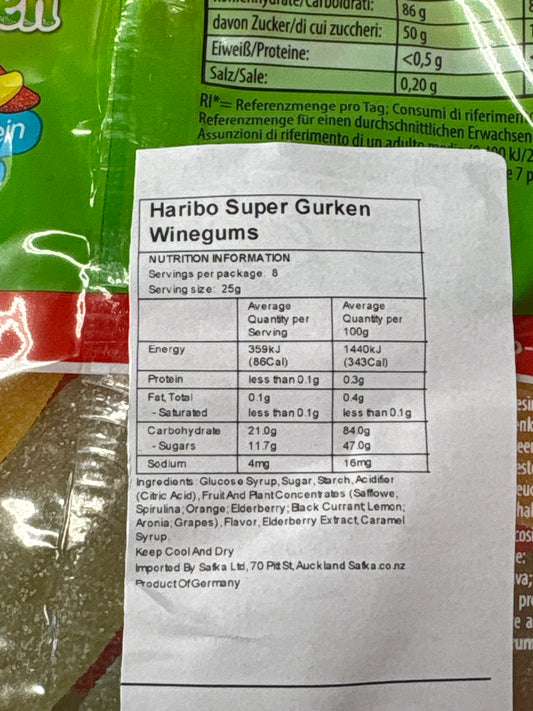 86 g
davon Zucker/di cui zuccheri: 50 g
Eiweiß/Proteine: <0,5 g
Salz/Sale: 0,20 g
RI*= Referenzmenge pro Tag; Consumi di riferimen
Referenzmenge für einen durchschnittlichen Erwachsen
Assunzioni di riferimento di un adulto
Haribo Super Gurken
Winegums
NUTRITION INFORMATION
Servings per package: 8
Serving size: 25g
Average Quantity per Serving Average Quantity per 100g
Energy 359kJ (86Cal) 1440kJ (343Cal)
Protein less than 0.1g 0.3g
Fat, Total 0.1g 0.4g
- Saturated less than 0.1g less than 0.1g
Carbohydrate 21.0g 84.0g
- Sugars 11.7g 47.0g
Sodium 4mg 16mg
Ingredients: Glucose Syrup, Sugar, Starch, Acidifier
(Citric Acid), Fruit And Plant Concentrates (Safflowe,
Spirulina; Orange; Elderberry; Black Currant, Lemon;
Aronia; Grapes), Flavor, Elderberry Extract, Caramel
Syrup.
Keep Cool And Dry
Imported By Safka Ltd, 70 Pitt St, Auckland Safka.co.nz
Product Of Germany